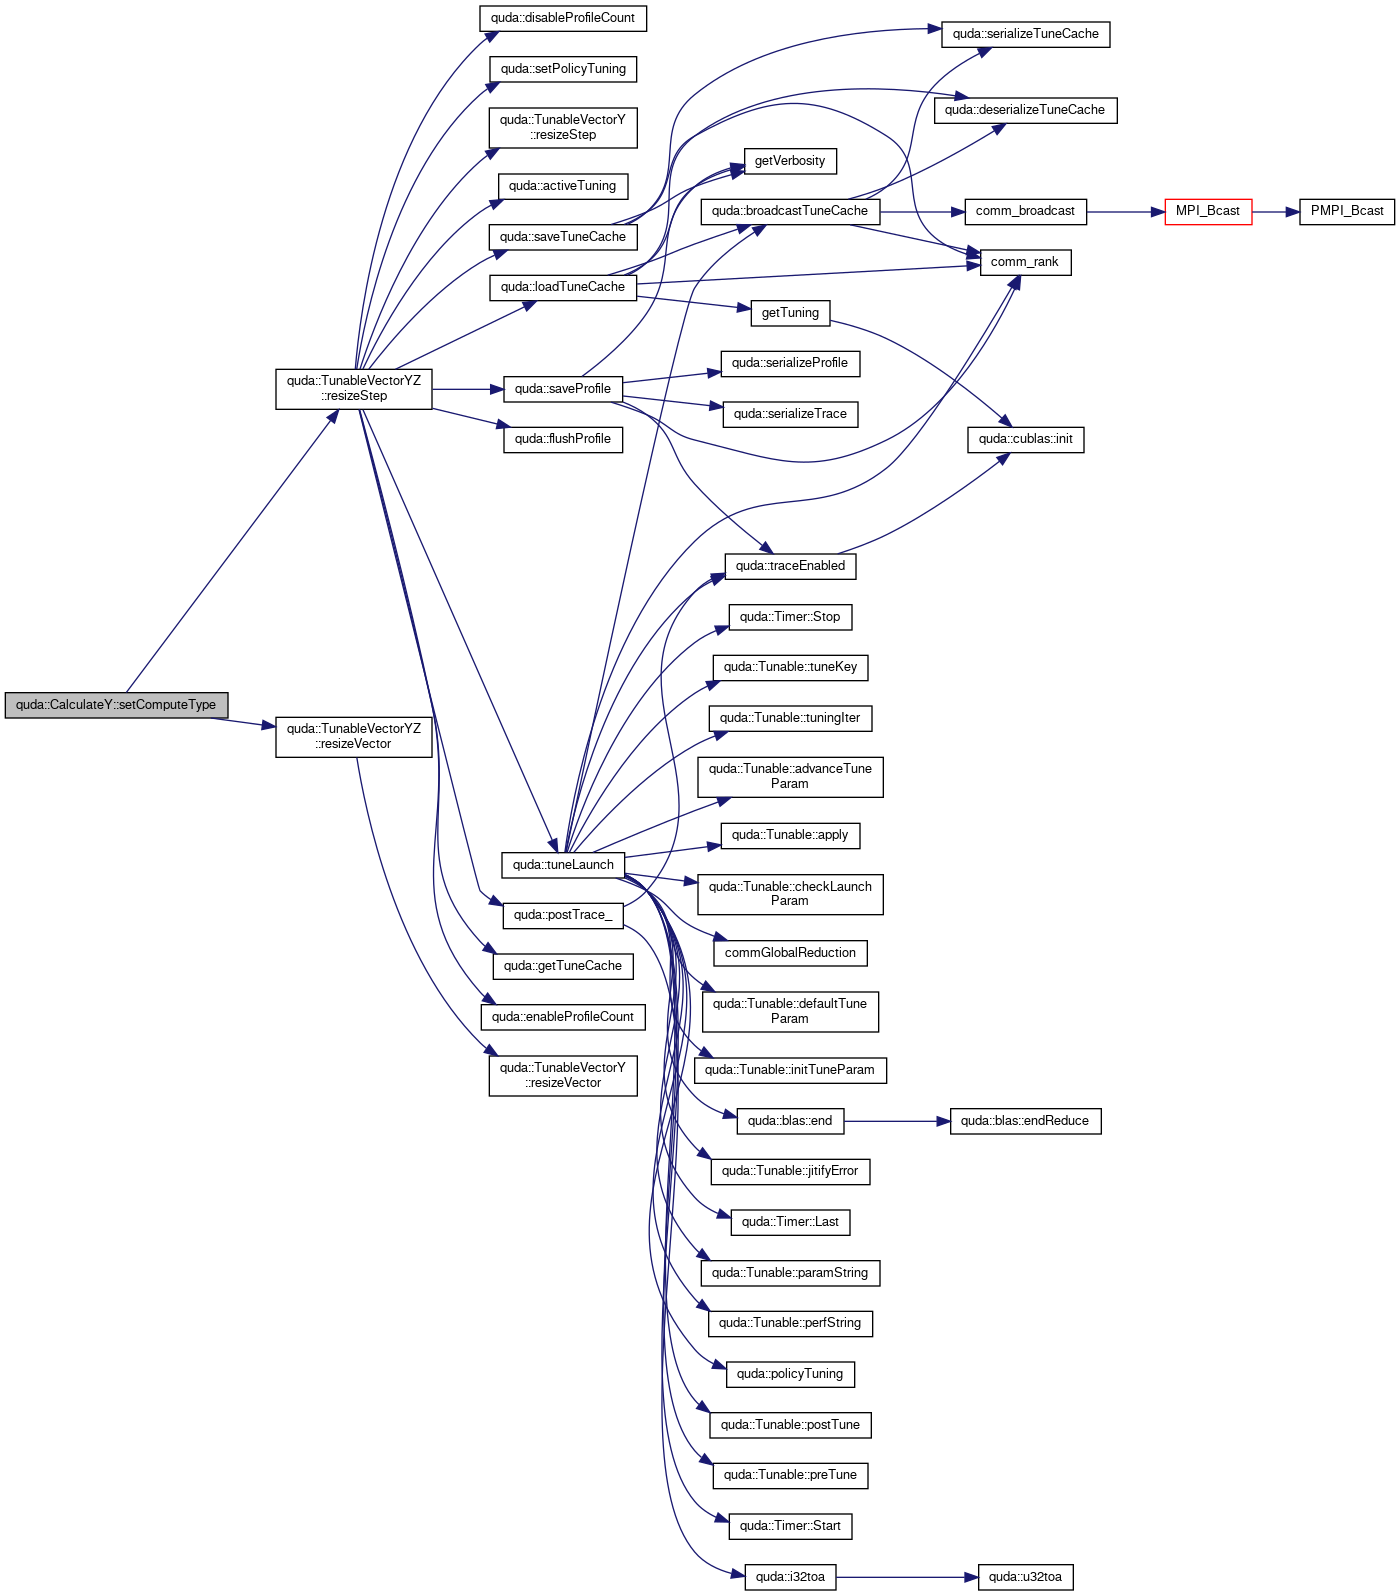 quda::disableProfileCount
quda::setPolicyTuning
quda::TunableVectorY
::resizeStep
quda::activeTuning
quda::saveTuneCache
quda::loadTuneCache
quda::TunableVectorYZ
::resizeStep
quda::saveProfile
quda::flushProfile
quda::CalculateY::setComputeType
quda::TunableVectorYZ
::resizeVector
quda::tuneLaunch
quda::postTrace_
quda::getTuneCache
quda::enableProfileCount
quda::TunableVectorY
::resizeVector
getVerbosity
quda::broadcastTuneCache
getTuning
quda::serializeProfile
quda::serializeTrace
quda::traceEnabled
quda::Timer::Stop
quda::Tunable::tuneKey
quda::Tunable::tuningIter
quda::Tunable::advanceTune
Param
quda::Tunable::apply
quda::Tunable::checkLaunch
Param
commGlobalReduction
quda::Tunable::defaultTune
Param
quda::Tunable::initTuneParam
quda::blas::end
quda::Tunable::jitifyError
quda::Timer::Last
quda::Tunable::paramString
quda::Tunable::perfString
quda::policyTuning
quda::Tunable::postTune
quda::Tunable::preTune
quda::Timer::Start
quda::i32toa
quda::serializeTuneCache
quda::deserializeTuneCache
comm_broadcast
comm_rank
quda::cublas::init
quda::blas::endReduce
quda::u32toa
MPI_Bcast
PMPI_Bcast